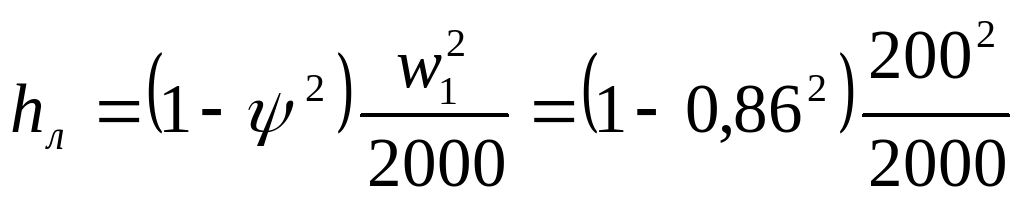 h_л = (1 - ψ²) w₁²/2000 = (1 - 0,86²) 200²/2000